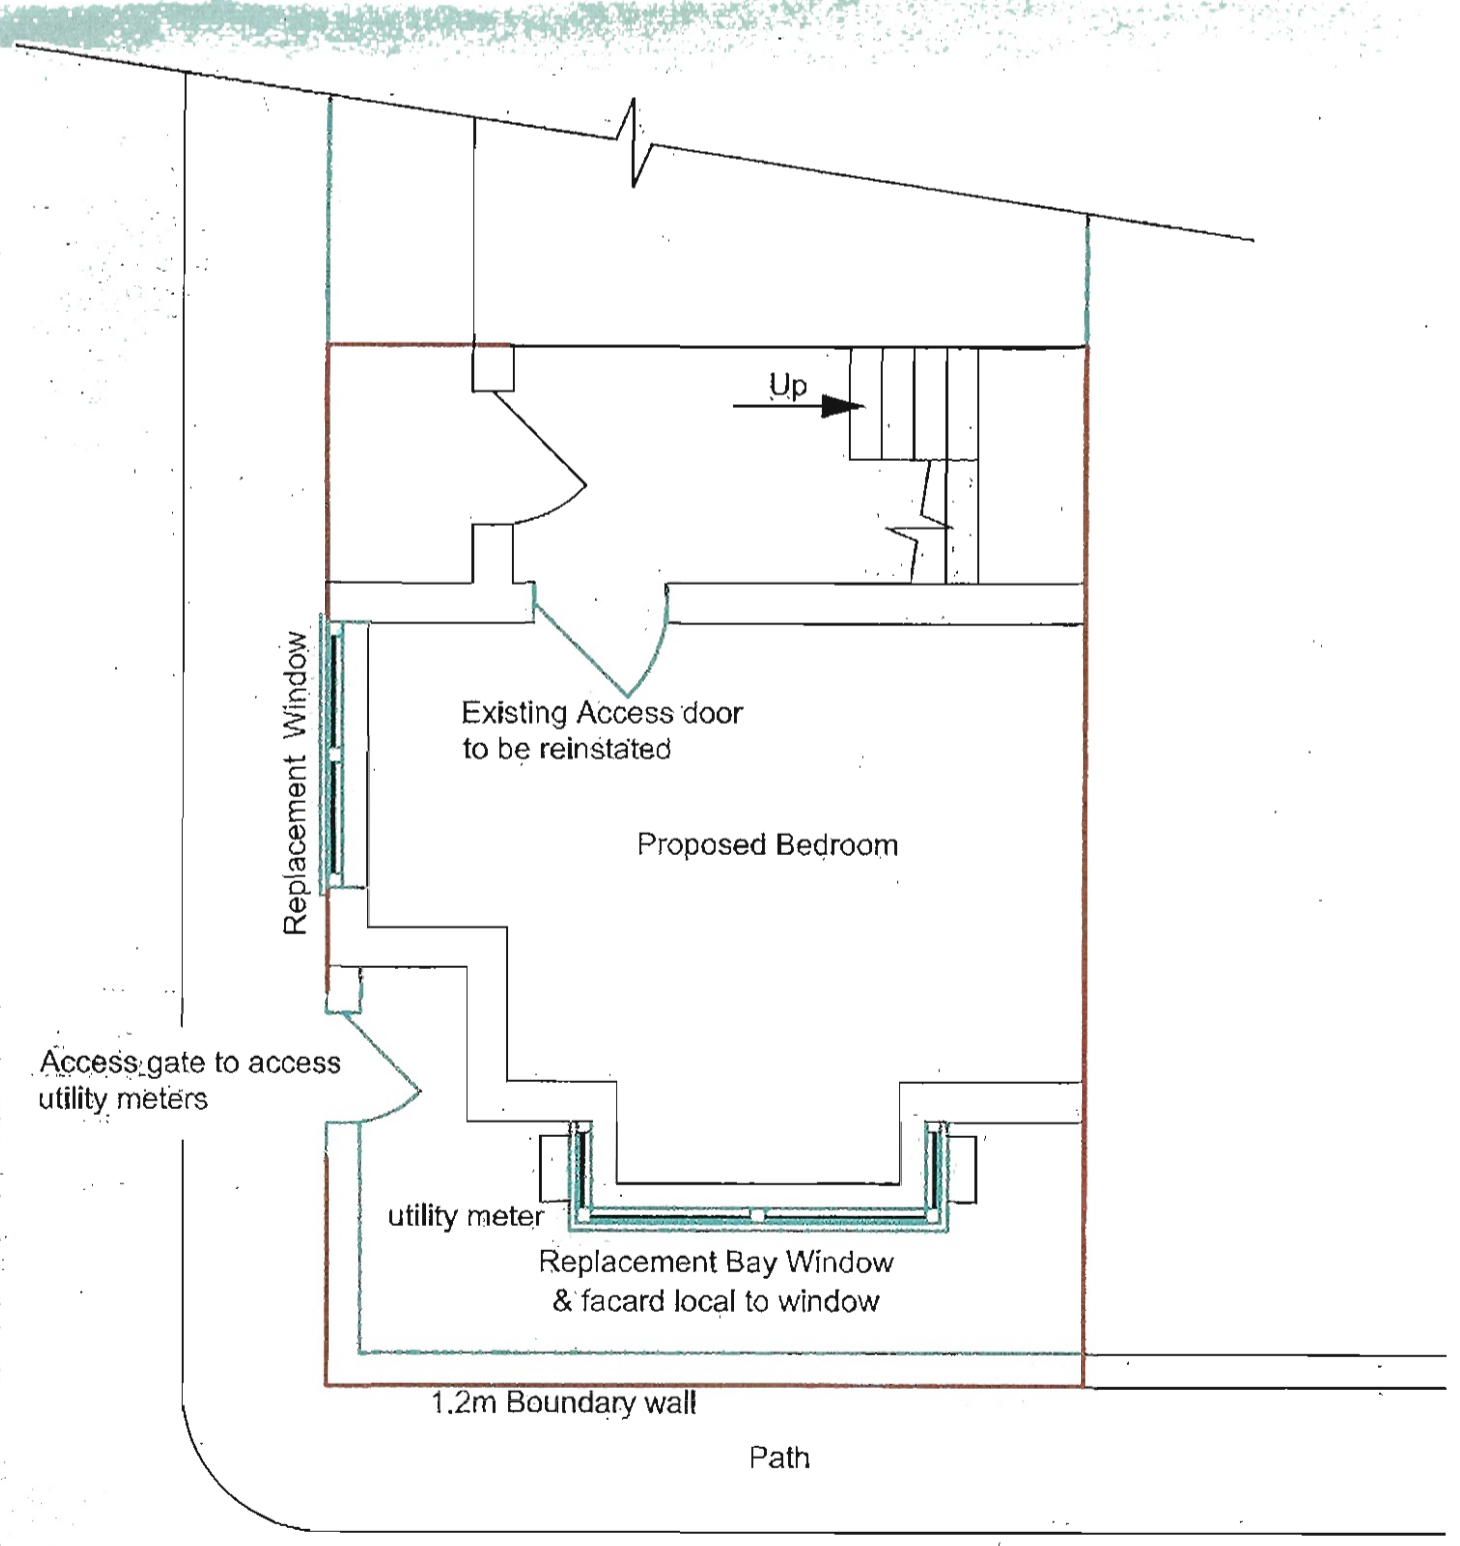 Up
Replacement Window
Existing Access door
to be reinstated
Proposed Bedroom
Access gate to access
utility meters
utility meter
Replacement Bay Window
& facard local to window
1.2m Boundary wall
Path